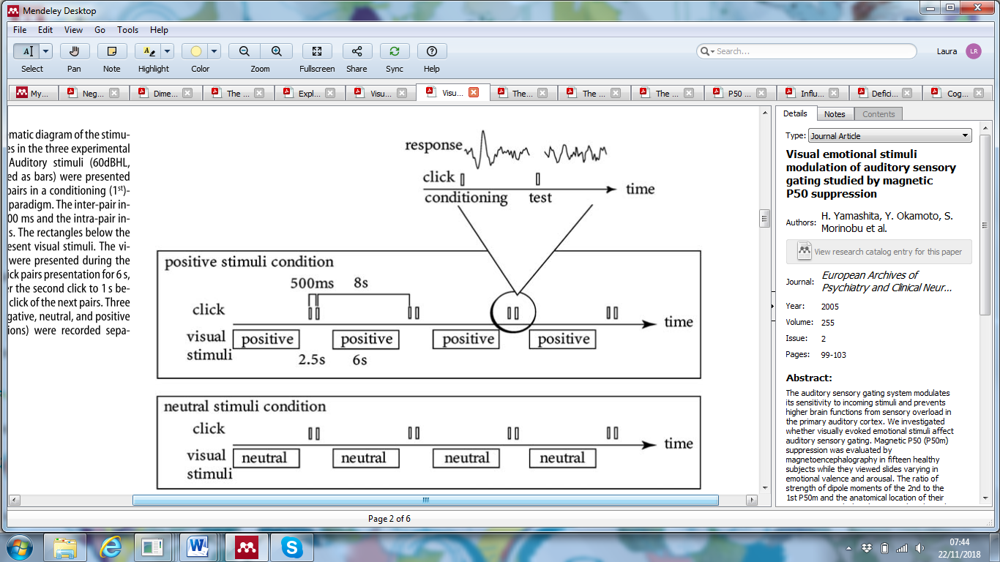 Mendeley Desktop
File Edit View Go Tools Help
Search...
Laura LR
Select Pan Note Highlight Color Zoom Fullscreen Share Sync Help
My... Neg... Dime... The ... Expl... Visu... Visu... The... The ... The ... P50 ... Influ... Defici... Cog...
matic diagram of the stimu-
es in the three experimental
Auditory stimuli (60dBHL,
ed as bars) were presented
pairs in a conditioning (1st)-
paradigm. The inter-pair in-
00 ms and the intra-pair in-
s. The rectangles below the
esent visual stimuli. The vi-
were presented during the
ick pairs presentation for 6 s,
r the second click to 1 s be-
click of the next pairs. Three
gative, neutral, and positive
ions) were recorded sepa-
response
click
time
conditioning test
positive stimuli condition
500ms 8s
click
time
visual
stimuli
positive positive positive positive
2.5s 6s
neutral stimuli condition
click
time
visual
stimuli
neutral neutral neutral neutral
Details Notes Contents
Type: Journal Article
Visual emotional stimuli
modulation of auditory sensory
gating studied by magnetic
P50 suppression
Authors: H. Yamashita, Y. Okamoto, S.
Morinobu et al.
View research catalog entry for this paper
Journal: European Archives of
Psychiatry and Clinical Neur...
Year: 2005
Volume: 255
Issue: 2
Pages: 99-103
Abstract:
The auditory sensory gating system modulates
its sensitivity to incoming stimuli and prevents
higher brain functions from sensory overload in
the primary auditory cortex. We investigated
whether visually evoked emotional stimuli affect
auditory sensory gating. Magnetic P50 (P50m)
suppression was evaluated by
magnetoencephalography in fifteen healthy
subjects while they viewed slides varying in
emotional valence and arousal. The ratio of
strength of dipole moments of the 2nd to the
1st P50m and the anatomical location of their
Page 2 of 6
07:44
22/11/2018